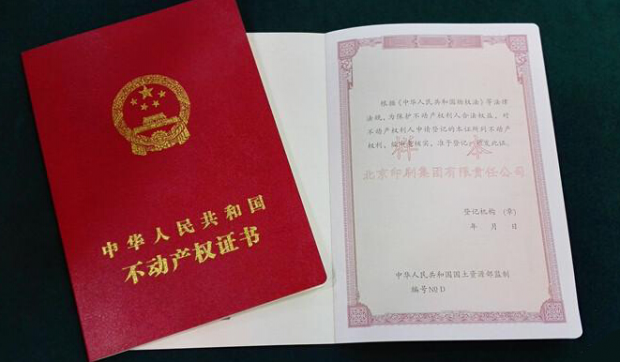 中华人民共和国
不动产权证书
根据《中华人民共和国物权法》等法律
法规,为保护不动产权利人合法权益,对
不动产权利人申请登记的本证所列不动产
权利,经审查核实,准予登记,颁发此证。
样本
北京印刷集团有限责任公司
登记机构 (章)
年 月 日
中华人民共和国国土资源部监制
编号NO D